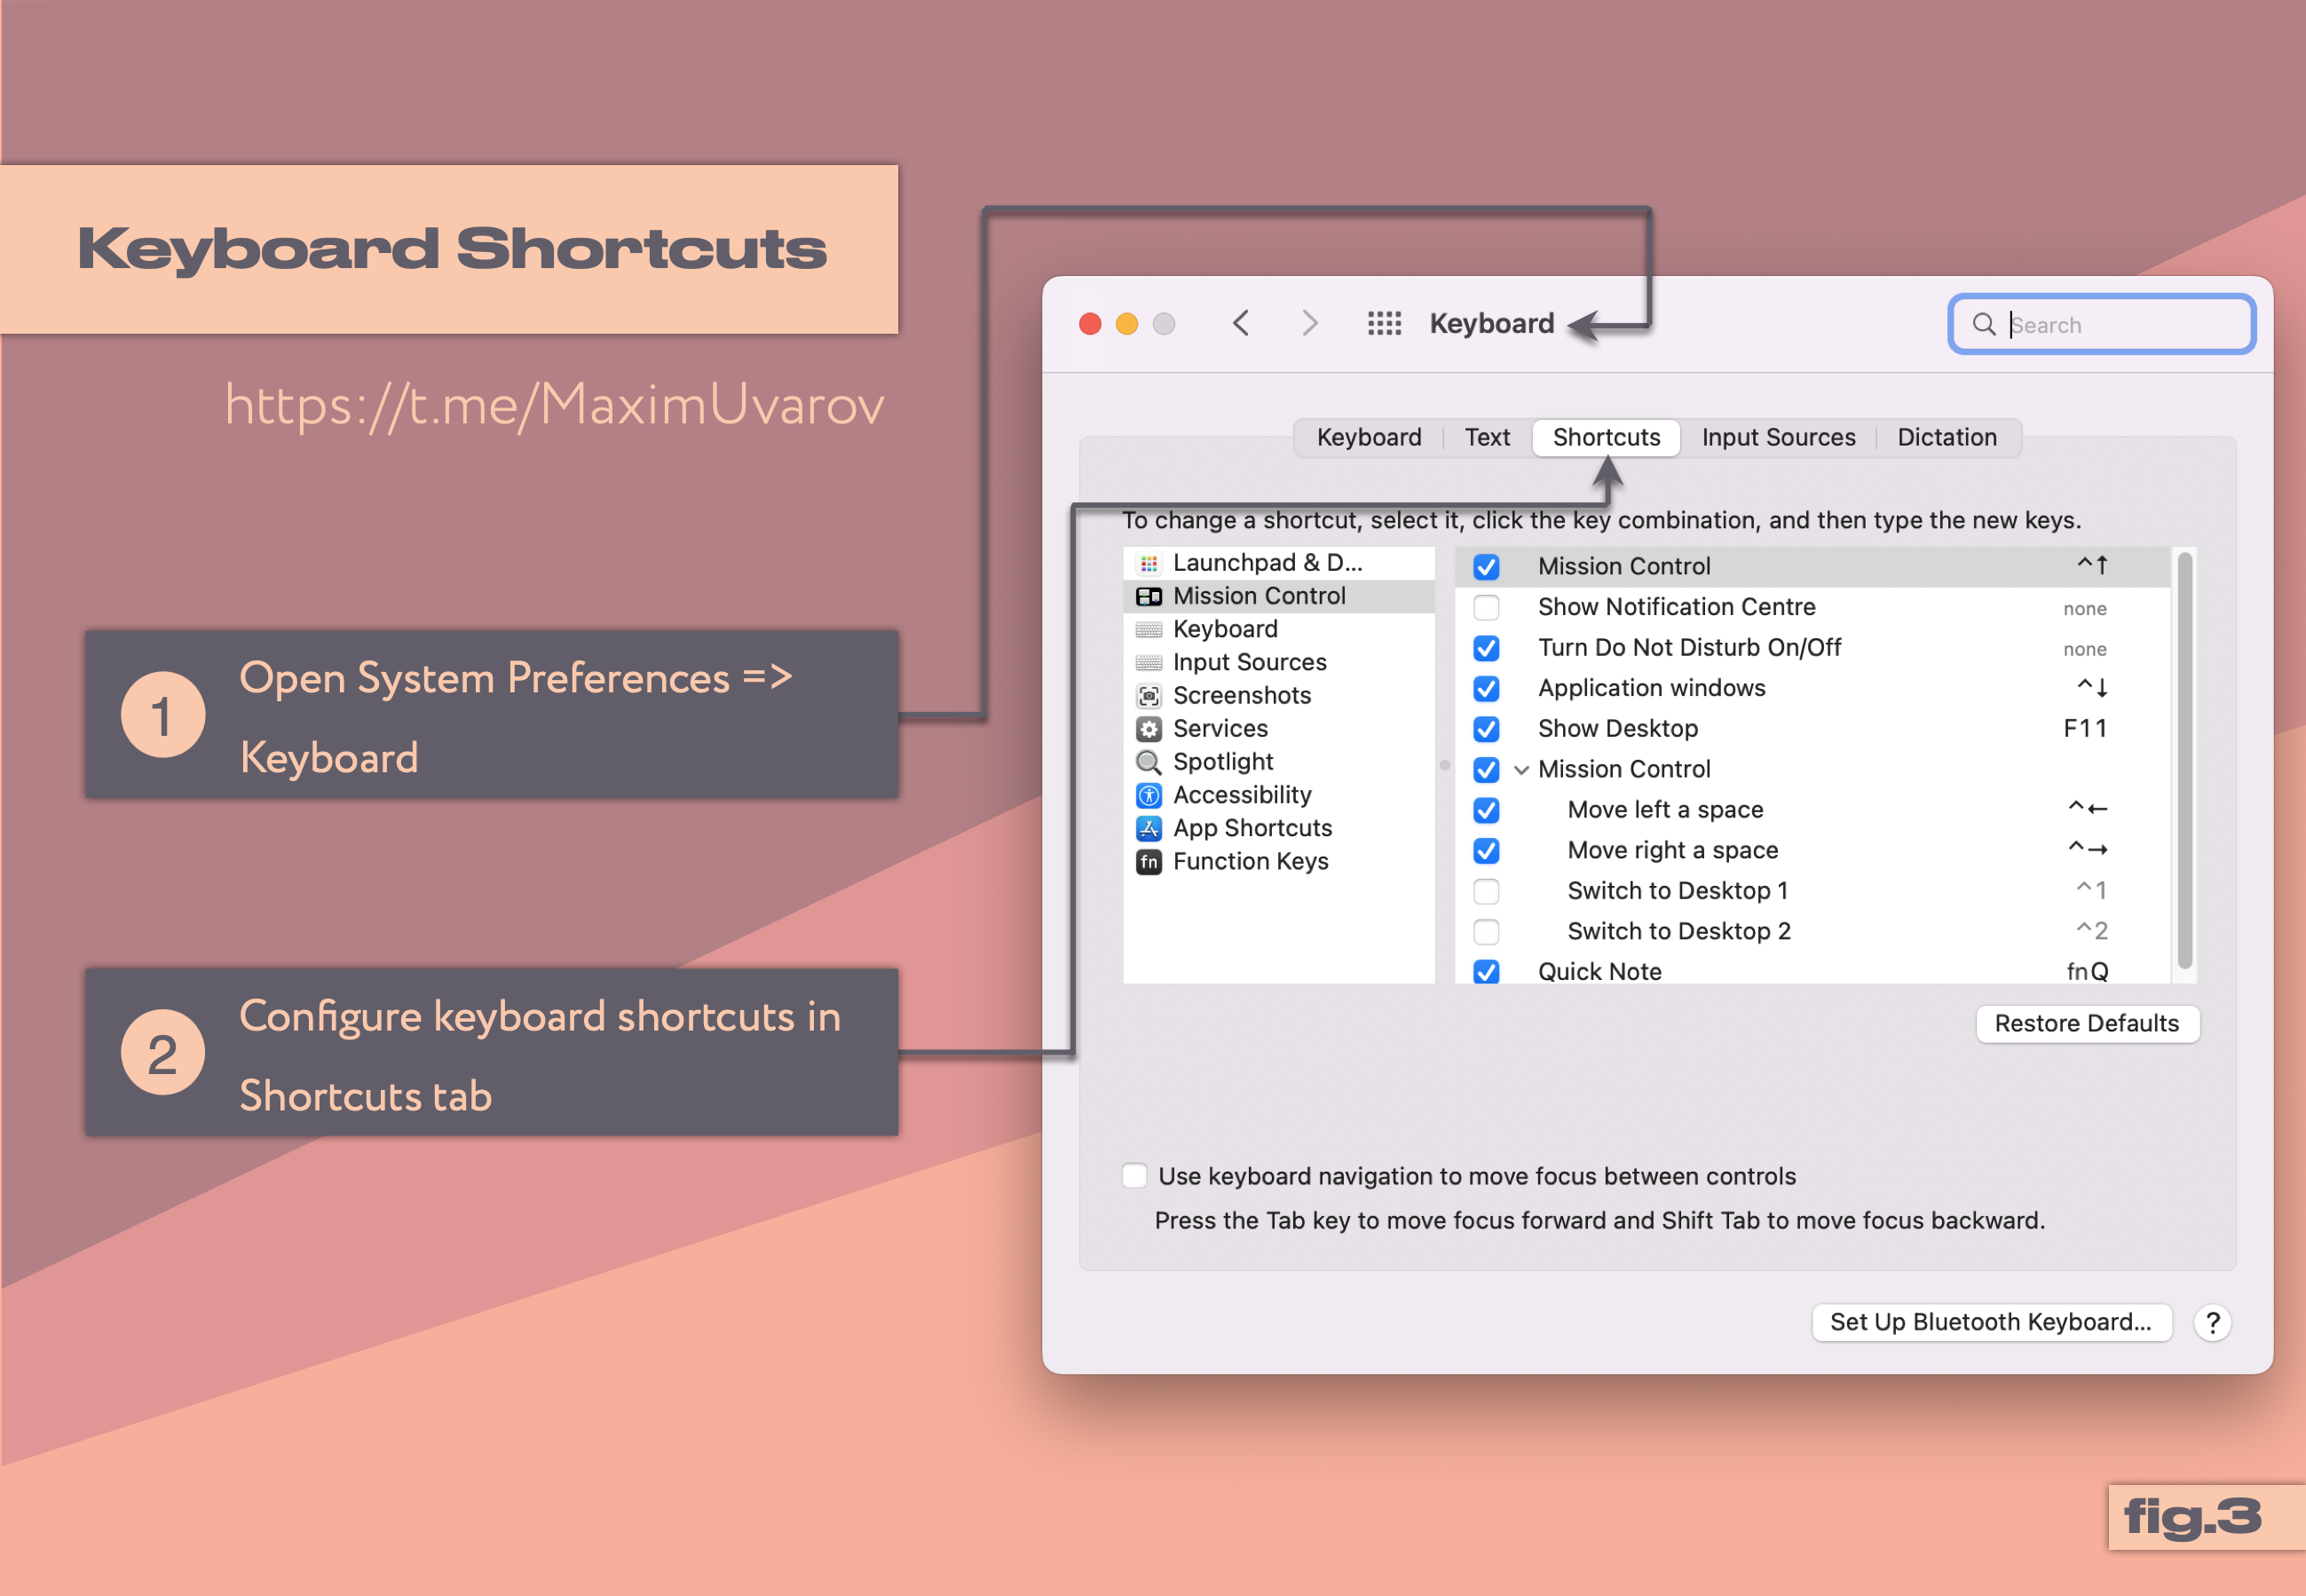 Keyboard Shortcuts
https://t.me/MaximUvarov
1
Open System Preferences =>
Keyboard
2
Configure keyboard shortcuts in
Shortcuts tab
Keyboard
Search
Keyboard
Text
Shortcuts
Input Sources
Dictation
To change a shortcut, select it, click the key combination, and then type the new keys.
Launchpad & D...
Mission Control
Keyboard
Input Sources
Screenshots
Services
Spotlight
Accessibility
App Shortcuts
fn Function Keys
Mission Control ^↑
Show Notification Centre none
Turn Do Not Disturb On/Off none
Application windows ^↓
Show Desktop F11
Mission Control
Move left a space ^←
Move right a space ^→
Switch to Desktop 1 ^1
Switch to Desktop 2 ^2
Quick Note fnQ
Restore Defaults
Use keyboard navigation to move focus between controls
Press the Tab key to move focus forward and Shift Tab to move focus backward.
Set Up Bluetooth Keyboard...
?
fig.3